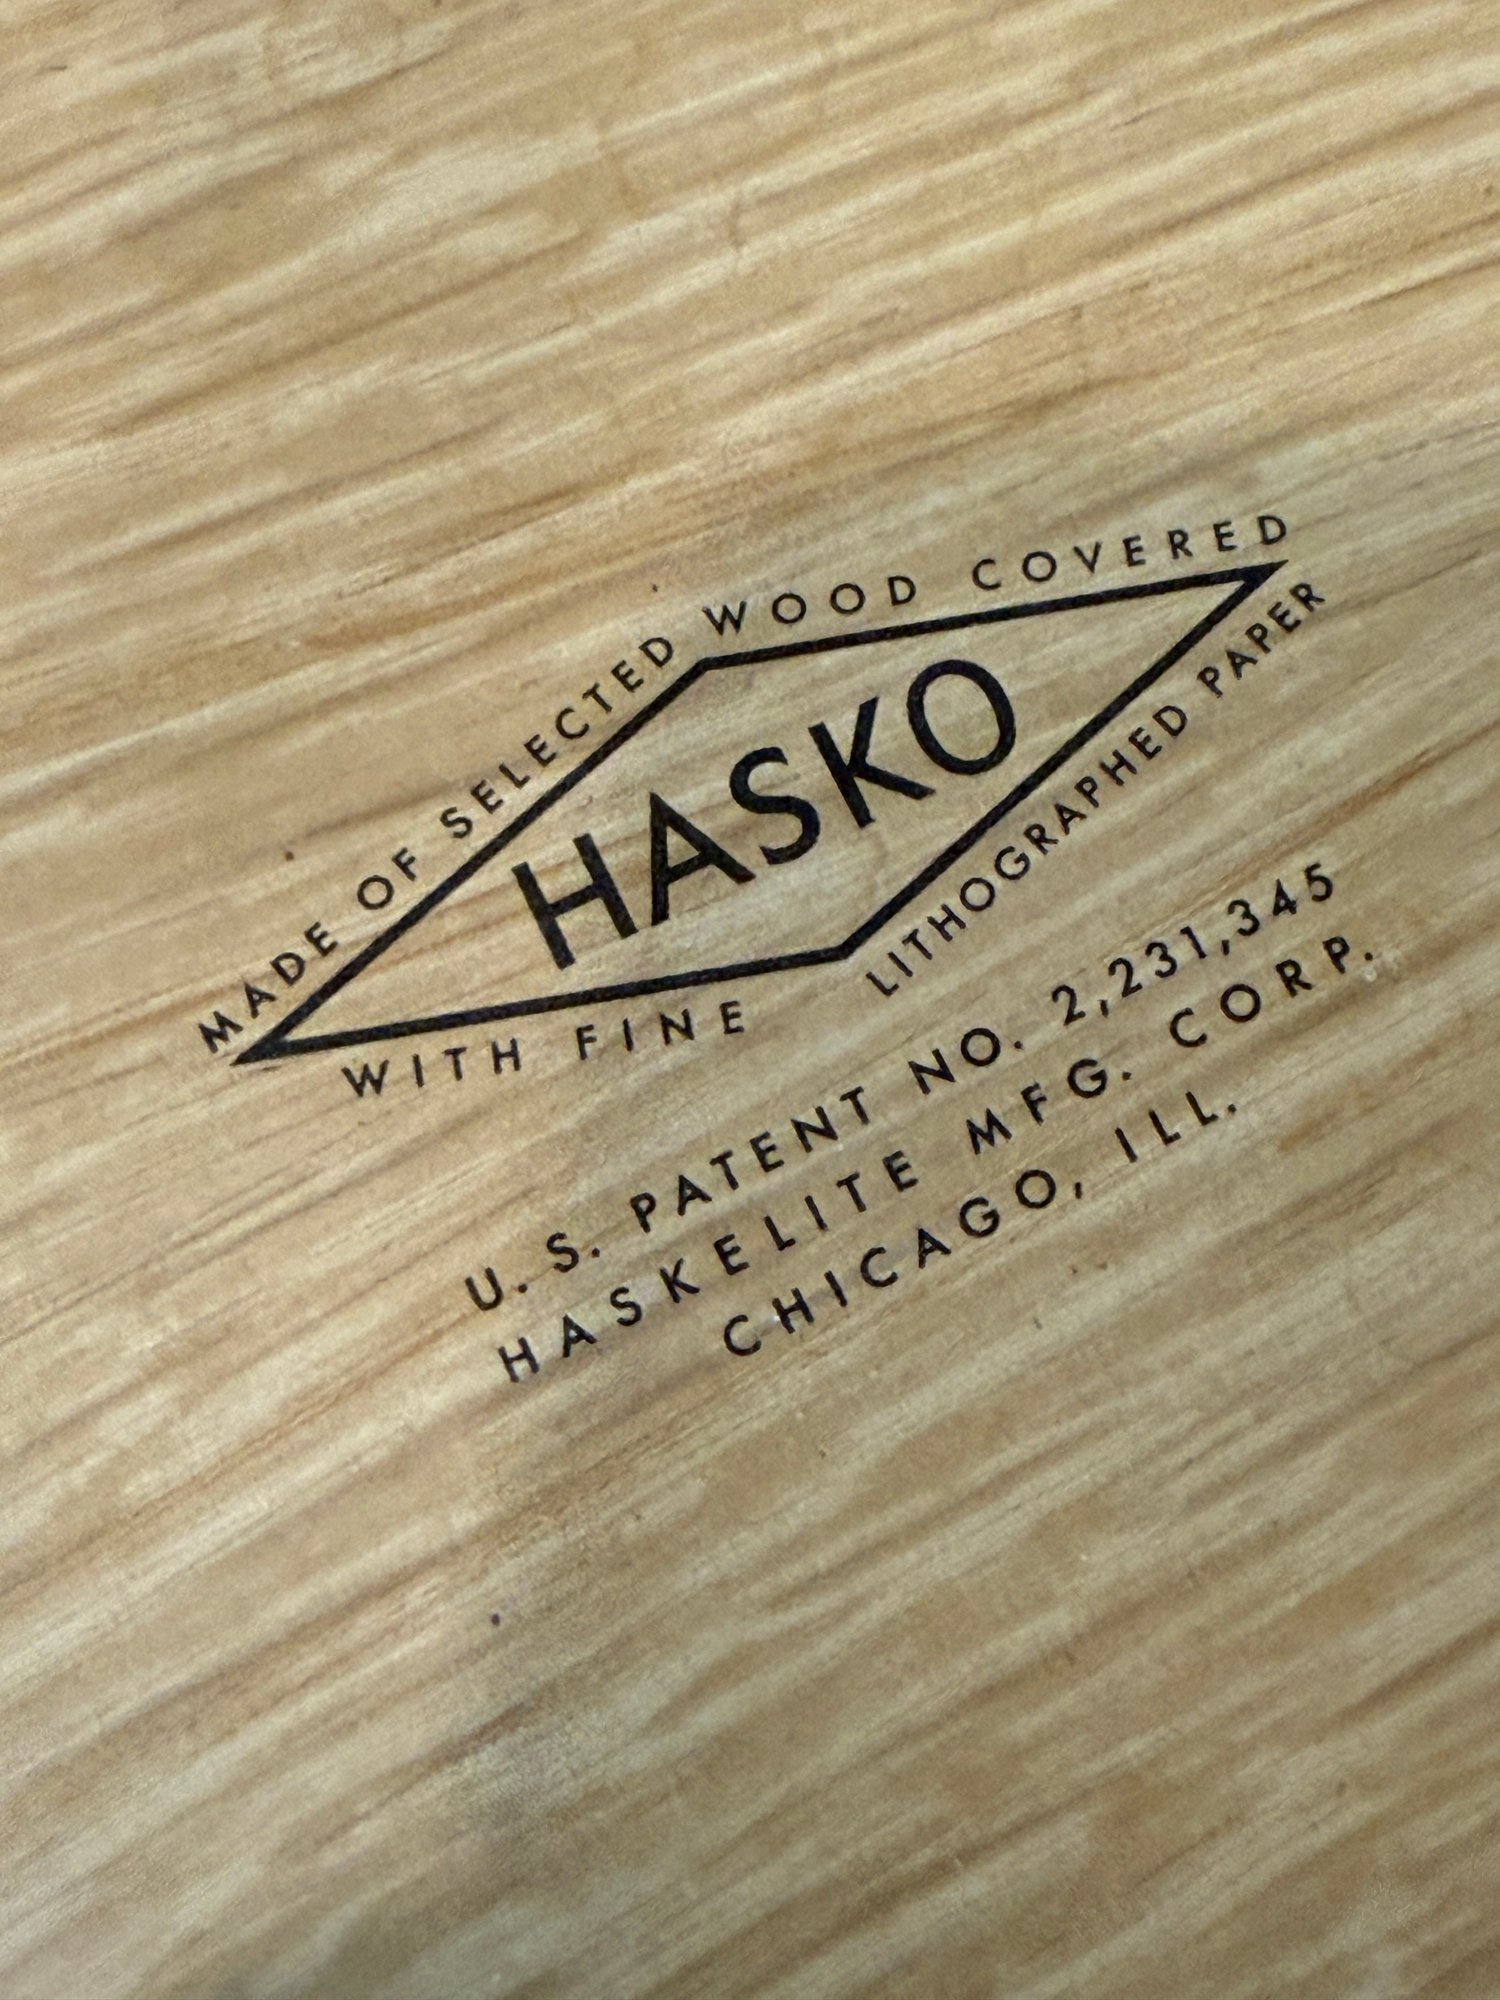 MADE OF SELECTED WOOD COVERED
HASKO
WITH FINE LITHOGRAPHED PAPER
U.S. PATENT NO. 2,231,345
HASKELITE MFG. CORP.
CHICAGO, ILL.